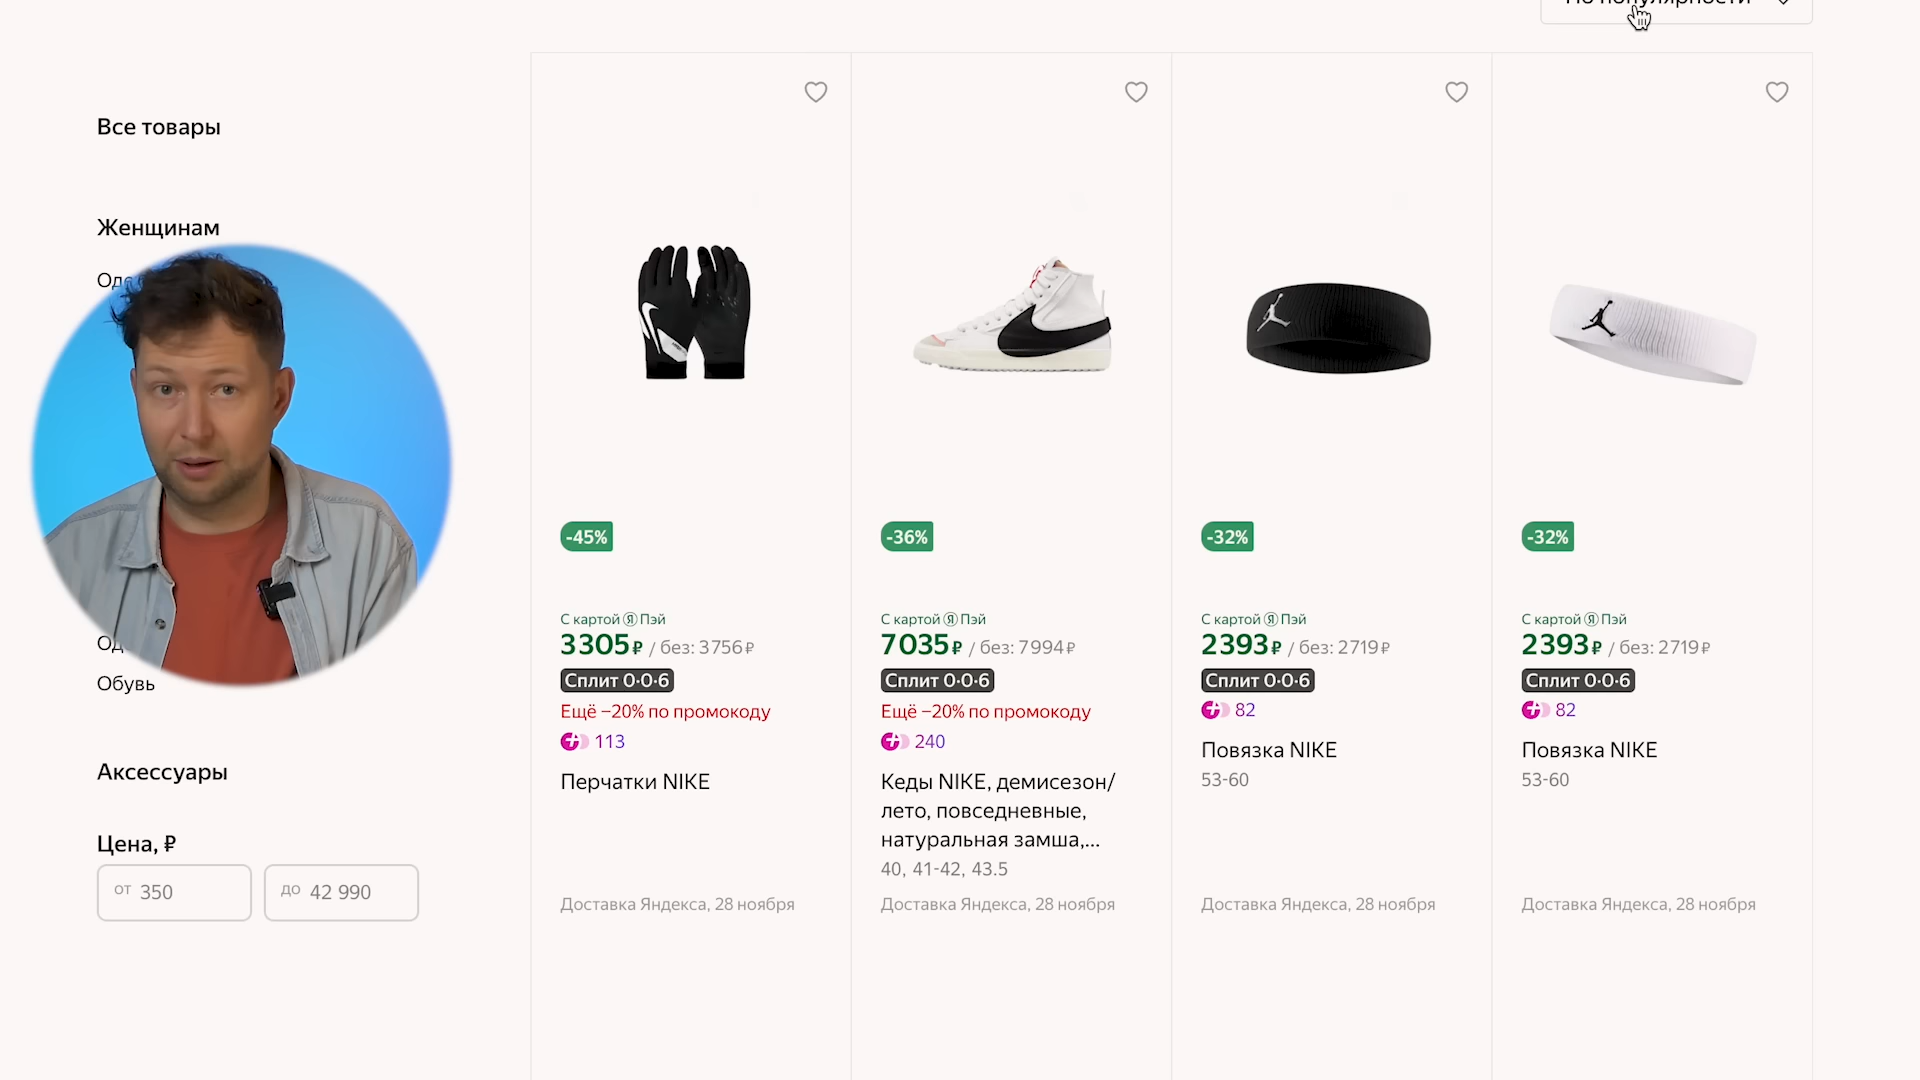 По популярности
Все товары
Женщинам
Обувь
Аксессуары
Цена, ₽
от 350
до 42 990
-45%
С картой Я Пэй
3305₽ / без: 3756₽
Сплит 0·0·6
Ещё –20% по промокоду
113
Перчатки NIKE
Доставка Яндекса, 28 ноября
-36%
С картой Я Пэй
7035₽ / без: 7994₽
Сплит 0·0·6
Ещё –20% по промокоду
240
Кеды NIKE, демисезон/
лето, повседневные,
натуральная замша,...
40, 41-42, 43.5
Доставка Яндекса, 28 ноября
-32%
С картой Я Пэй
2393₽ / без: 2719₽
Сплит 0·0·6
82
Повязка NIKE
53-60
Доставка Яндекса, 28 ноября
-32%
С картой Я Пэй
2393₽ / без: 2719₽
Сплит 0·0·6
82
Повязка NIKE
53-60
Доставка Яндекса, 28 ноября